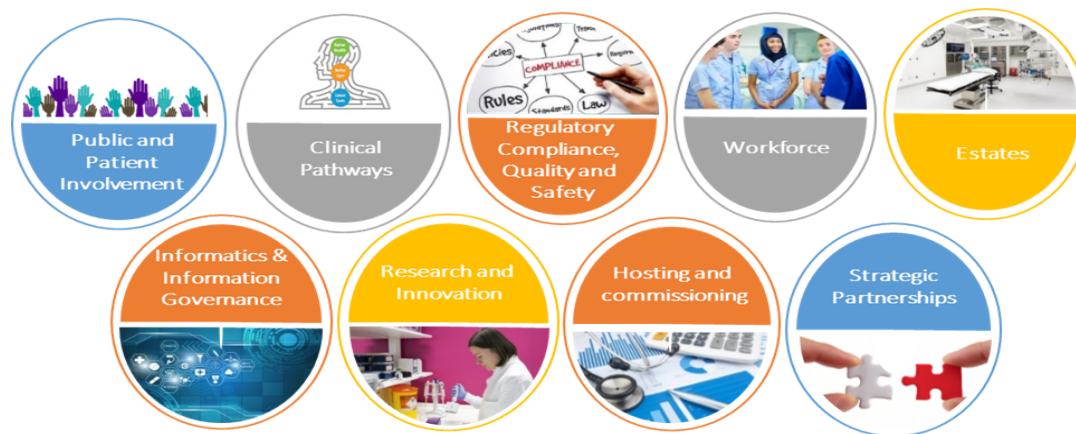 Public and
Patient
Involvement
Clinical
Pathways
COMPLIANCE
Rules
Standards
Law
Regulatory
Compliance,
Quality and
Safety
Workforce
Estates
Informatics &
Information
Governance
Research and
Innovation
Hosting and
commissioning
Strategic
Partnerships